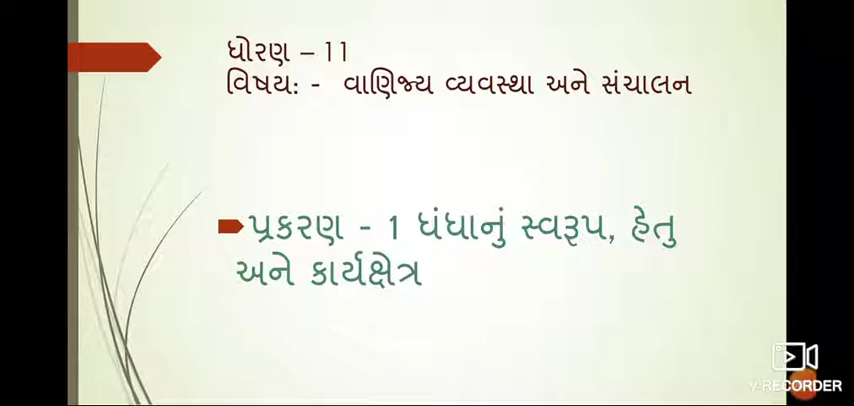 ધોરણ – 11
વિષય: - વાણિજ્ય વ્યવસ્થા અને સંચાલન
પ્રકરણ - 1 ધંધાનું સ્વરૂપ, હેતુ
અને કાર્યક્ષેત્ર
V-RECORDER